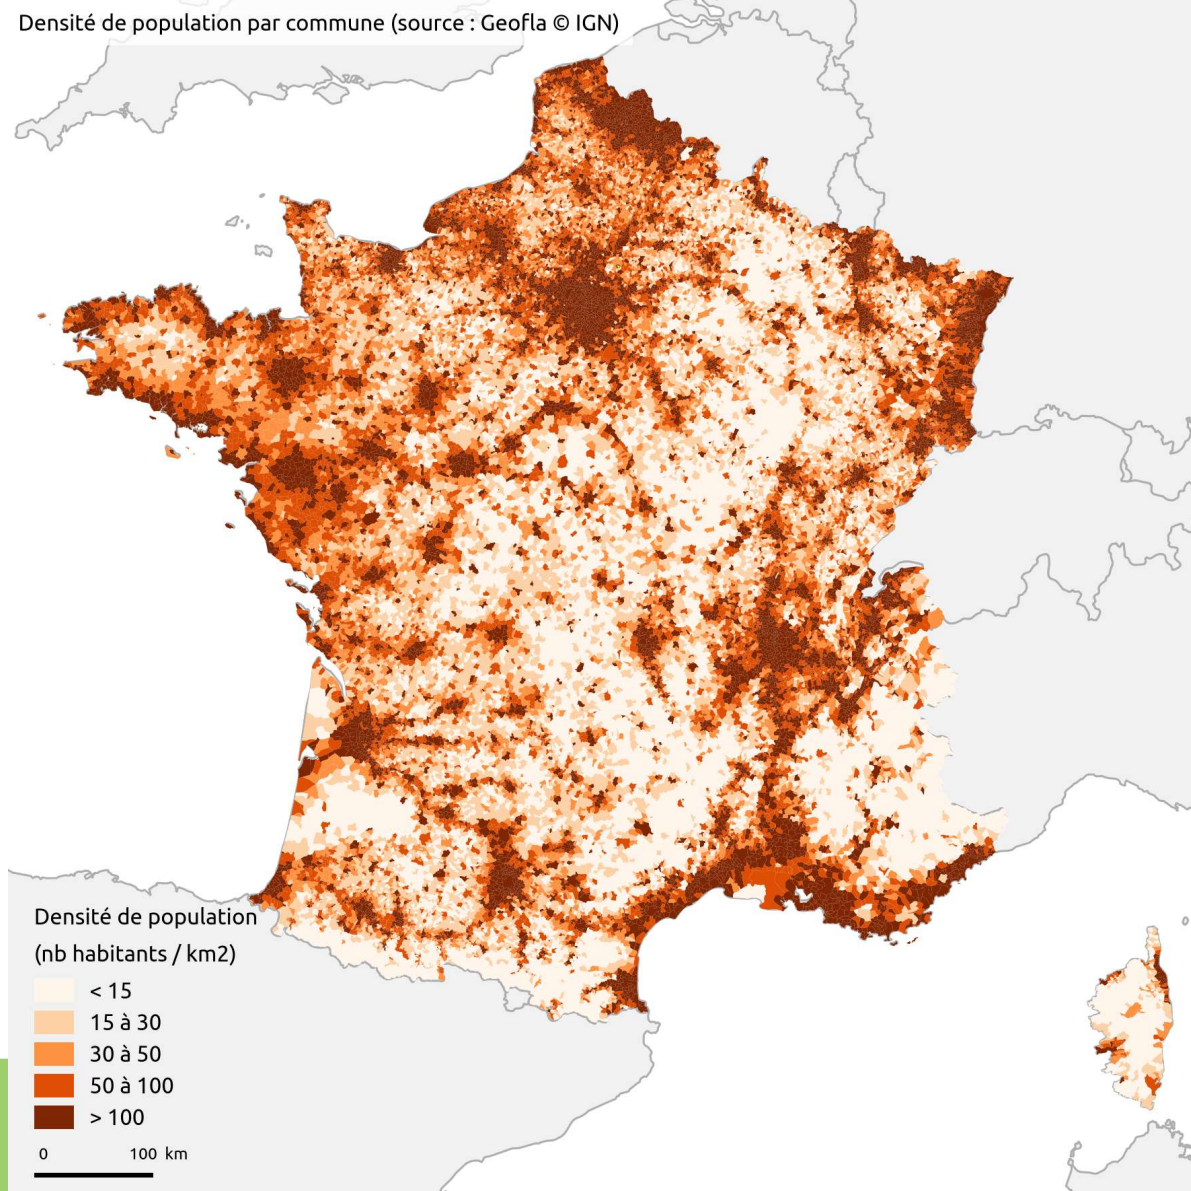 Densité de population par commune (source : Geofla © IGN)
Densité de population
(nb habitants / km2)
< 15
15 à 30
30 à 50
50 à 100
> 100
0 100 km